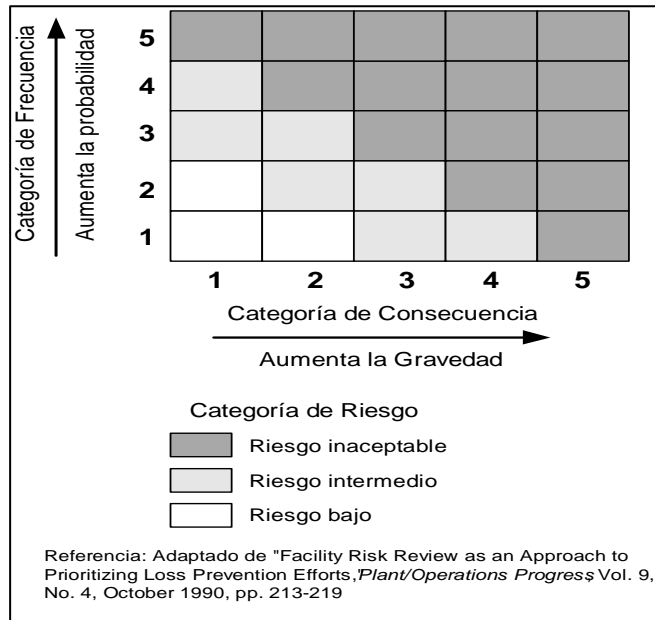 Categoría de Frecuencia
Aumenta la probabilidad
5
4
3
2
1
1 2 3 4 5
Categoría de Consecuencia
Aumenta la Gravedad
Categoría de Riesgo
Riesgo inaceptable
Riesgo intermedio
Riesgo bajo
Referencia: Adaptado de "Facility Risk Review as an Approach to
Prioritizing Loss Prevention Efforts," Plant/Operations Progress, Vol. 9,
No. 4, October 1990, pp. 213-219